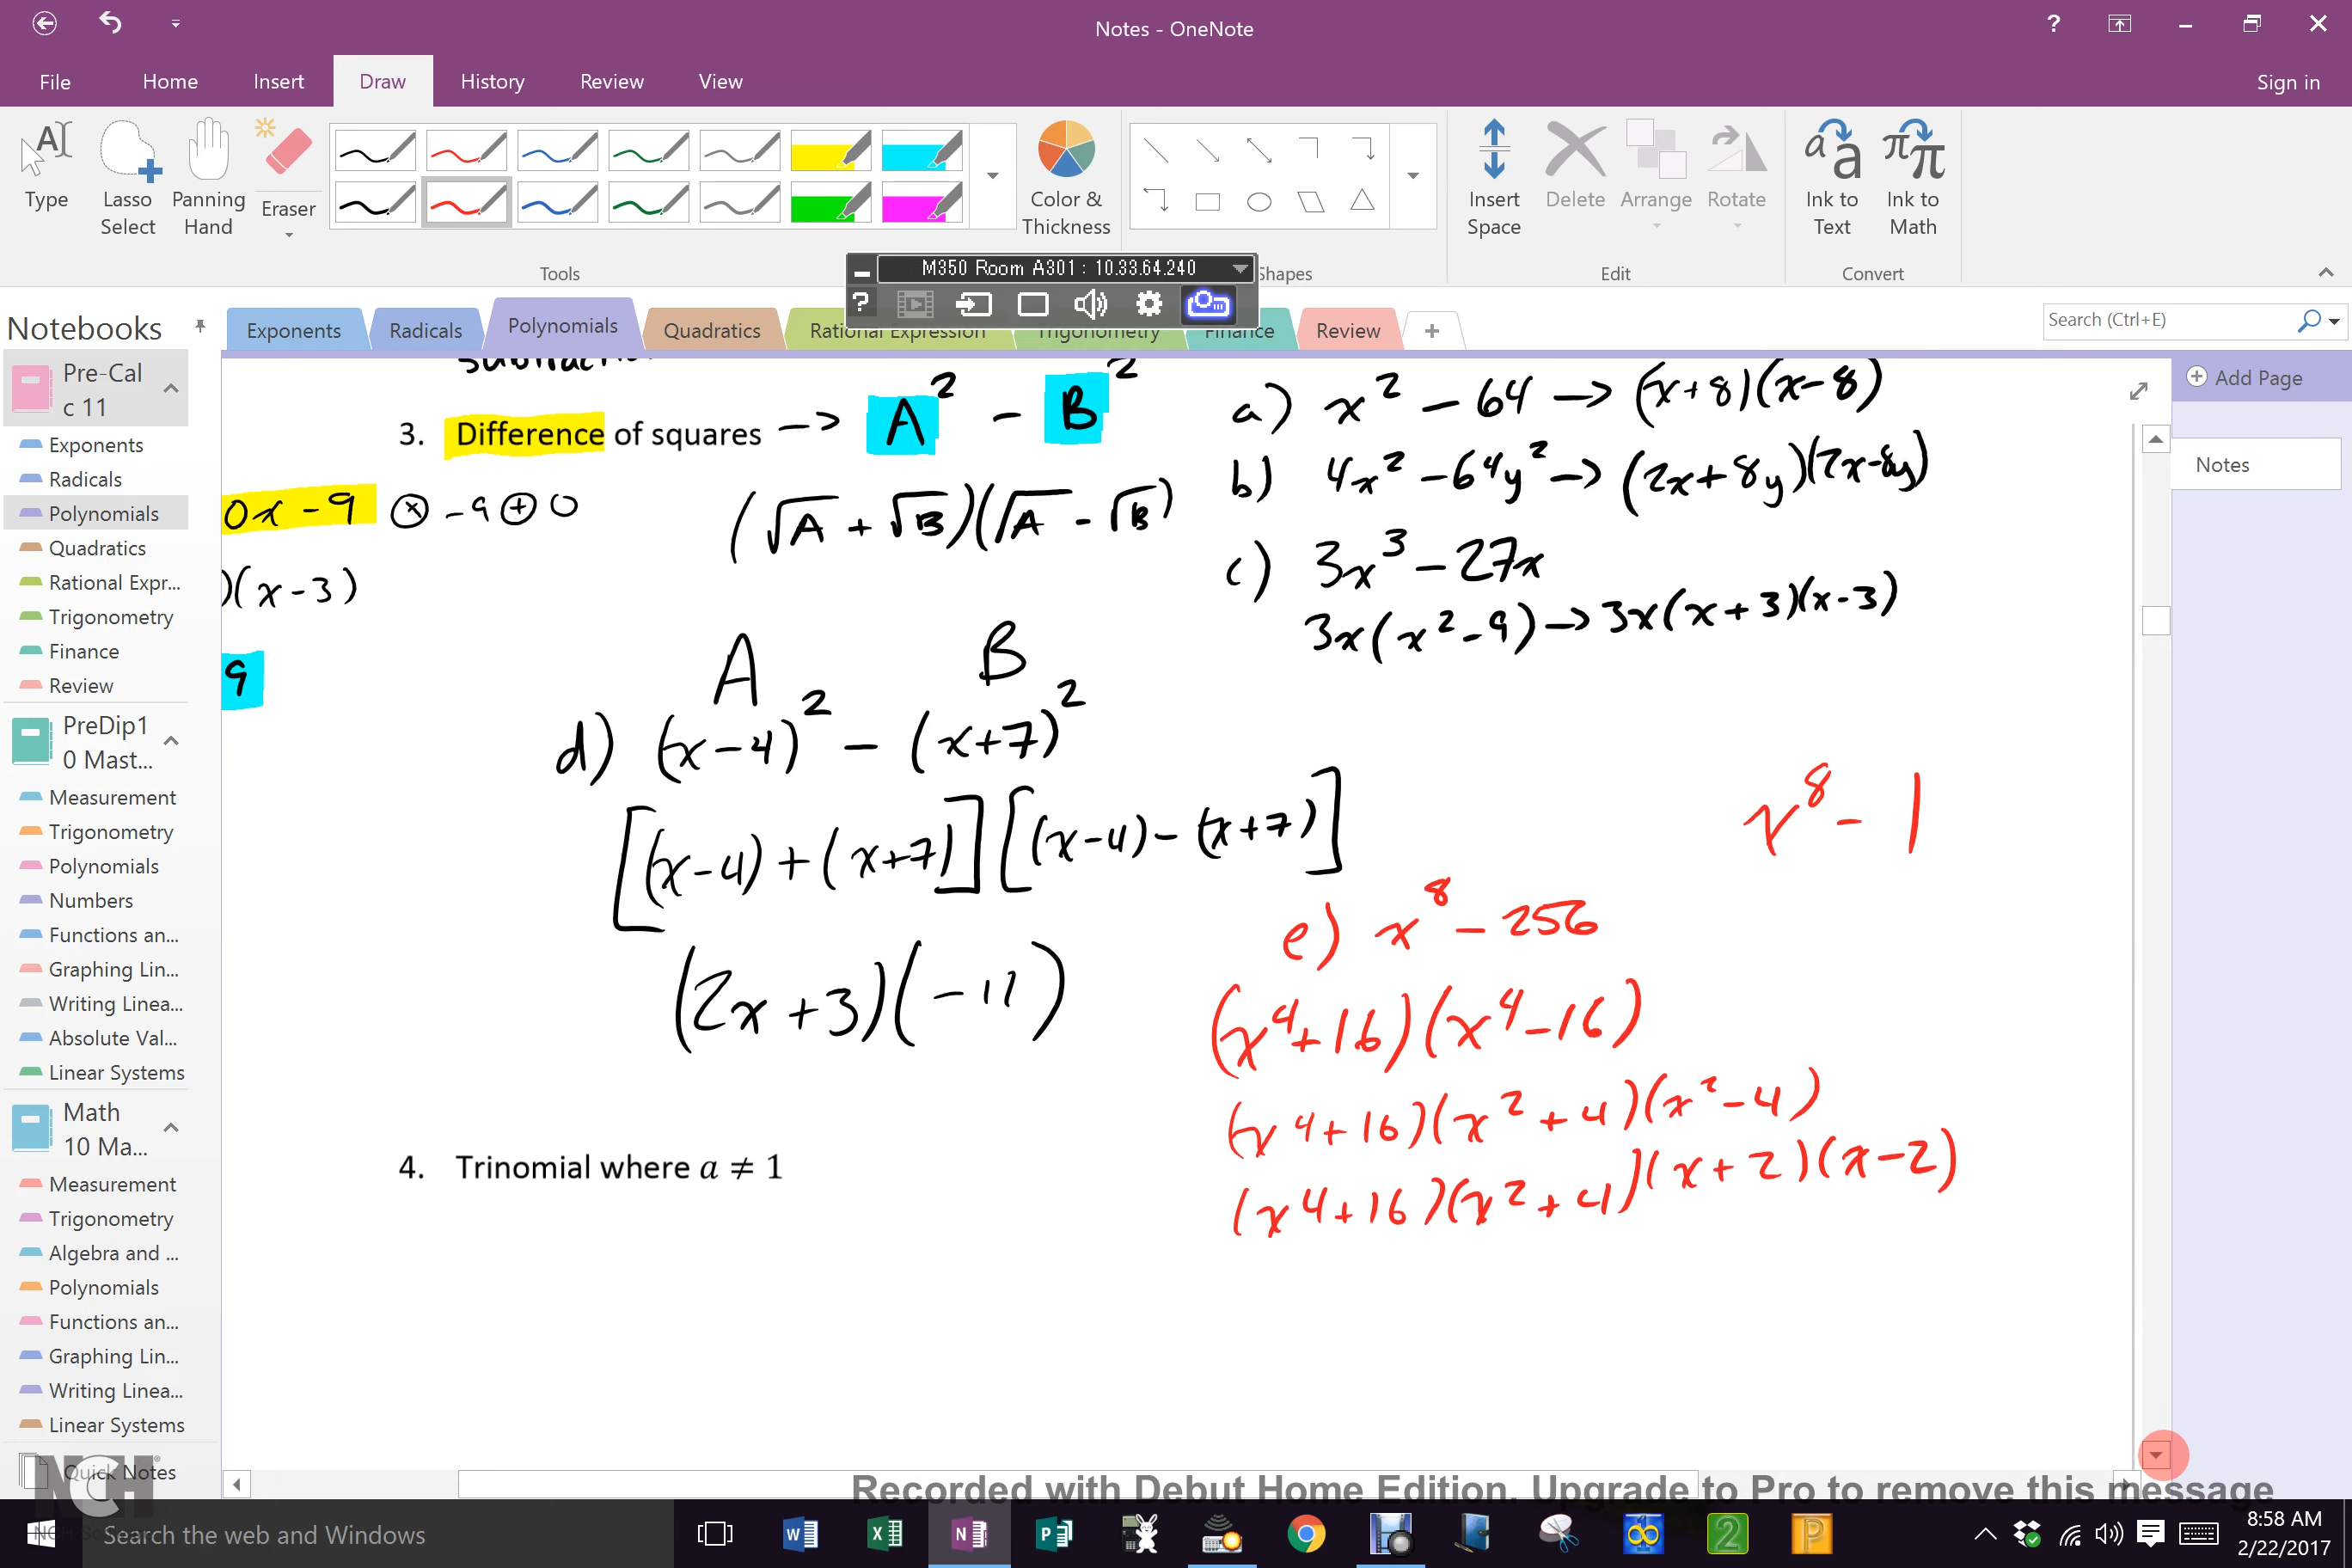 Notes - OneNote
?
File
Home
Insert
Draw
History
Review
View
Sign in
Type
Lasso Select
Panning Hand
Eraser
Color & Thickness
Insert Space
Delete
Arrange
Rotate
Ink to Text
Ink to Math
Tools
Shapes
Edit
Convert
M350 Room A301 : 10.33.64.240
?
Notebooks
Exponents
Radicals
Polynomials
Quadratics
Rational Expression
Trigonometry
Finance
Review
+
Search (Ctrl+E)
Add Page
Notes
Pre-Cal
c 11
Exponents
Radicals
Polynomials
Quadratics
Rational Expr...
Trigonometry
Finance
Review
PreDip1
0 Mast...
Measurement
Trigonometry
Polynomials
Numbers
Functions an...
Graphing Lin...
Writing Linea...
Absolute Val...
Linear Systems
Math
10 Ma...
Measurement
Trigonometry
Algebra and ...
Polynomials
Functions an...
Graphing Lin...
Writing Linea...
Linear Systems
Quick Notes
3. Difference of squares -> A² - B²
(√A + √B)(√A - √B)
0x - 9 ⊗ -9 ⊕ 0
)(x - 3)
9
a) x² - 64 → (x+8)(x-8)
b) 4x² - 64y² → (2x+8y)(2x-8y)
c) 3x³ - 27x
3x(x² - 9) → 3x(x+3)(x-3)
A B
d) (x-4)² - (x+7)²
[(x-4) + (x+7)][(x-4) - (x+7)]
(2x+3)(-11)
x⁸ - 1
e) x⁸ - 256
(x⁴+16)(x⁴-16)
(x⁴+16)(x²+4)(x²-4)
(x⁴+16)(x²+4)(x+2)(x-2)
4. Trinomial where a ≠ 1
NCH
Recorded with Debut Home Edition. Upgrade to Pro to remove this message
Search the web and Windows
8:58 AM
2/22/2017